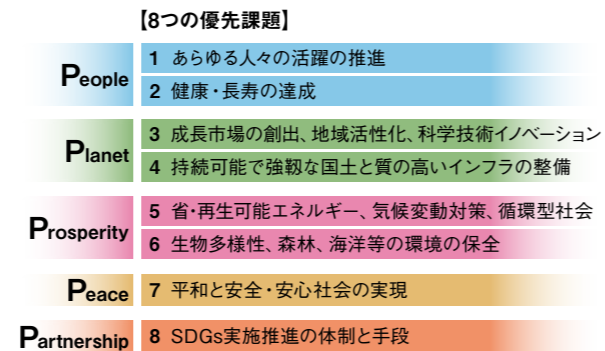 【8つの優先課題】
People
1 あらゆる人々の活躍の推進
2 健康・長寿の達成
Planet
3 成長市場の創出、地域活性化、科学技術イノベーション
4 持続可能で強靱な国土と質の高いインフラの整備
Prosperity
5 省・再生可能エネルギー、気候変動対策、循環型社会
6 生物多様性、森林、海洋等の環境の保全
Peace
7 平和と安全・安心社会の実現
Partnership
8 SDGs実施推進の体制と手段